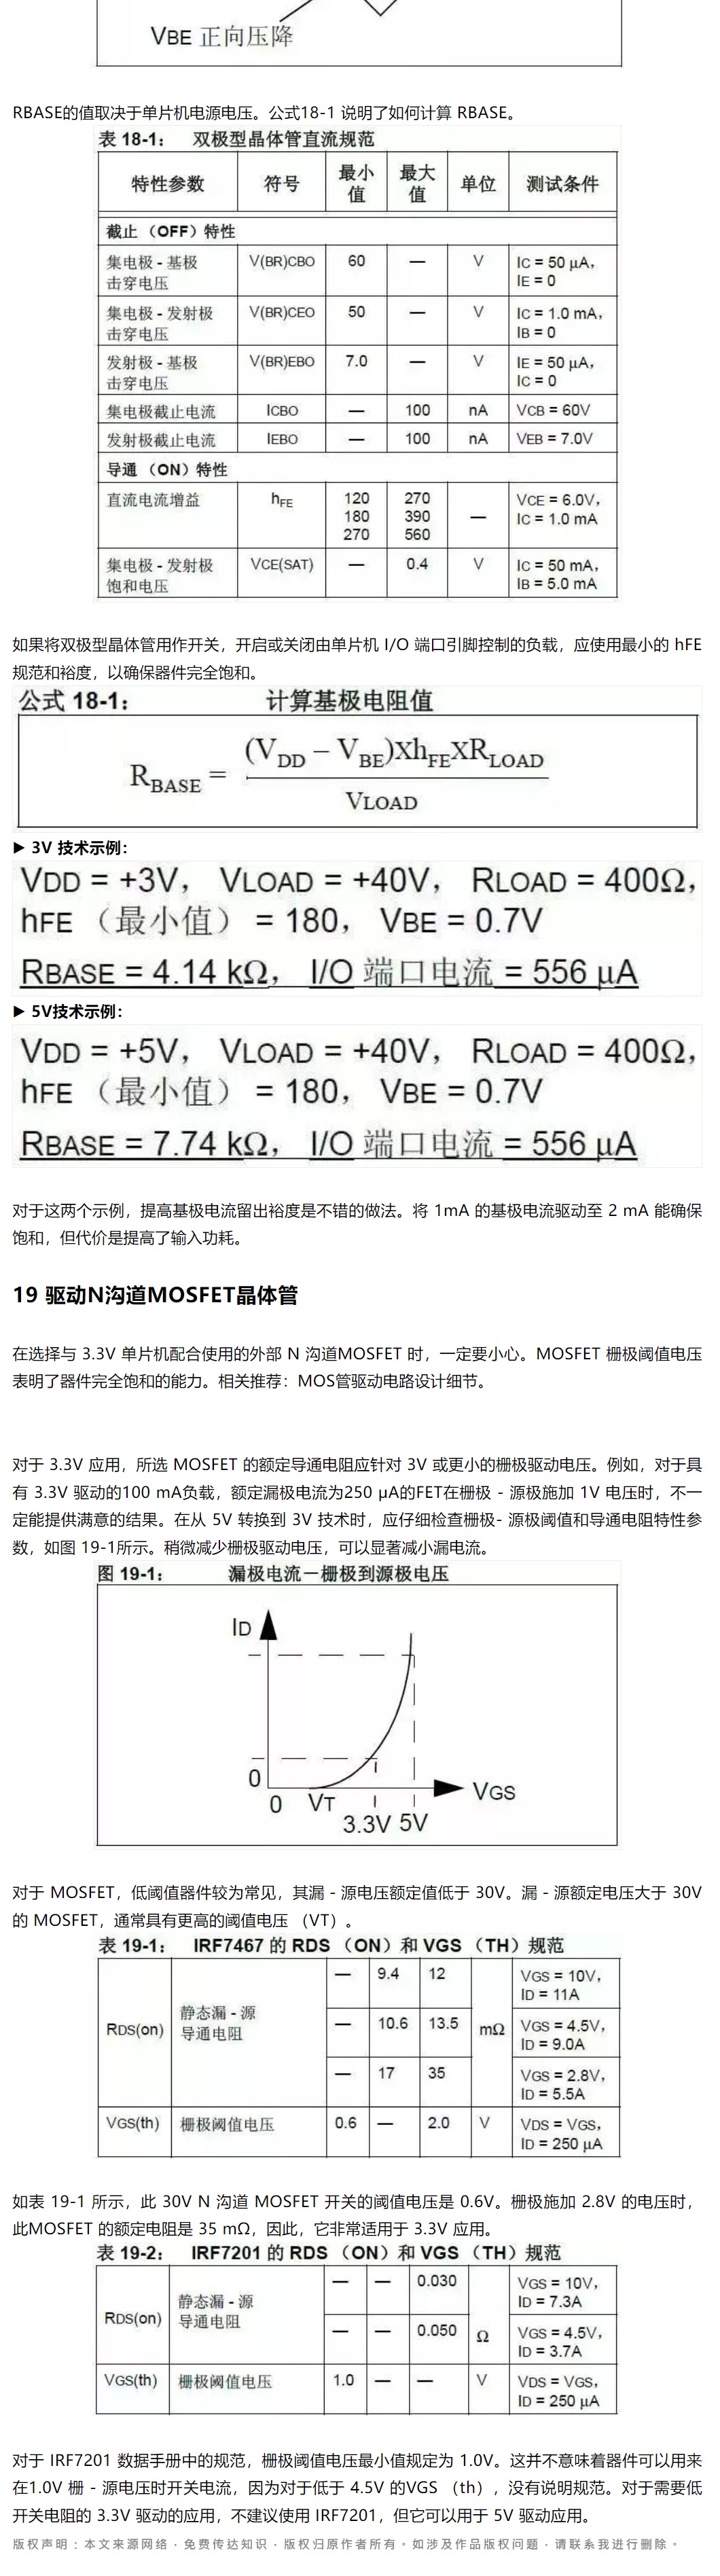 VBE 正向压降
RBASE的值取决于单片机电源电压。公式18-1 说明了如何计算 RBASE。
表 18-1： 双极型晶体管直流规范
特性参数 符号 最小值 最大值 单位 测试条件
截止（OFF）特性
集电极 - 基极击穿电压 V(BR)CBO 60 — V IC = 50 μA， IE = 0
集电极 - 发射极击穿电压 V(BR)CEO 50 — V IC = 1.0 mA， IB = 0
发射极 - 基极击穿电压 V(BR)EBO 7.0 — V IE = 50 μA， IC = 0
集电极截止电流 ICBO — 100 nA VCB = 60V
发射极截止电流 IEBO — 100 nA VEB = 7.0V
导通（ON）特性
直流电流增益 hFE 120 270 — VCE = 6.0V，
180 390 IC = 1.0 mA
270 560
集电极 - 发射极饱和电压 VCE(SAT) — 0.4 V IC = 50 mA， IB = 5.0 mA
如果将双极型晶体管用作开关，开启或关闭由单片机 I/O 端口引脚控制的负载，应使用最小的 hFE
规范和裕度，以确保器件完全饱和。
公式 18-1： 计算基极电阻值
RBASE = (VDD – VBE)xhFExRLOAD
VLOAD
▶ 3V 技术示例：
VDD = +3V， VLOAD = +40V， RLOAD = 400Ω，
hFE （最小值） = 180， VBE = 0.7V
RBASE = 4.14 kΩ， I/O 端口电流 = 556 μA
▶ 5V技术示例：
VDD = +5V， VLOAD = +40V， RLOAD = 400Ω，
hFE （最小值） = 180， VBE = 0.7V
RBASE = 7.74 kΩ， I/O 端口电流 = 556 μA
对于这两个示例，提高基极电流留出裕度是不错的做法。将 1mA 的基极电流驱动至 2 mA 能确保
饱和，但代价是提高了输入功耗。
19 驱动N沟道MOSFET晶体管
在选择与 3.3V 单片机配合使用的外部 N 沟道MOSFET 时，一定要小心。MOSFET 栅极阈值电压
表明了器件完全饱和的能力。相关推荐：MOS管驱动电路设计细节。
对于 3.3V 应用，所选 MOSFET 的额定导通电阻应针对 3V 或更小的栅极驱动电压。例如，对于具
有 3.3V 驱动的100 mA负载，额定漏极电流为250 μA的FET在栅极 - 源极施加 1V 电压时，不一
定能提供满意的结果。在从 5V 转换到 3V 技术时，应仔细检查栅极- 源极阈值和导通电阻特性参
数，如图 19-1所示。稍微减少栅极驱动电压，可以显著减小漏电流。
图 19-1： 漏极电流－栅极到源极电压
ID
0
0 VT 3.3V 5V VGS
对于 MOSFET，低阈值器件较为常见，其漏 - 源电压额定值低于 30V。漏 - 源额定电压大于 30V
的 MOSFET，通常具有更高的阈值电压 （VT）。
表 19-1： IRF7467 的 RDS （ON）和 VGS （TH）规范
RDS(on) 静态漏 - 源导通电阻 — 9.4 12 mΩ VGS = 10V， ID = 11A
— 10.6 13.5 VGS = 4.5V， ID = 9.0A
— 17 35 VGS = 2.8V， ID = 5.5A
VGS(th) 栅极阈值电压 0.6 — 2.0 V VDS = VGS， ID = 250 μA
如表 19-1 所示，此 30V N 沟道 MOSFET 开关的阈值电压是 0.6V。栅极施加 2.8V 的电压时，
此MOSFET 的额定电阻是 35 mΩ，因此，它非常适用于 3.3V 应用。
表 19-2： IRF7201 的 RDS （ON）和 VGS （TH）规范
RDS(on) 静态漏 - 源导通电阻 — — 0.030 Ω VGS = 10V， ID = 7.3A
— — 0.050 VGS = 4.5V， ID = 3.7A
VGS(th) 栅极阈值电压 1.0 — — V VDS = VGS， ID = 250 μA
对于 IRF7201 数据手册中的规范，栅极阈值电压最小值规定为 1.0V。这并不意味着器件可以用来
在1.0V 栅 - 源电压时开关电流，因为对于低于 4.5V 的VGS （th），没有说明规范。对于需要低
开关电阻的 3.3V 驱动的应用，不建议使用 IRF7201，但它可以用于 5V 驱动应用。
版权声明：本文来源网络，免费传达知识，版权归原作者所有。如涉及作品版权问题，请联系我进行删除。